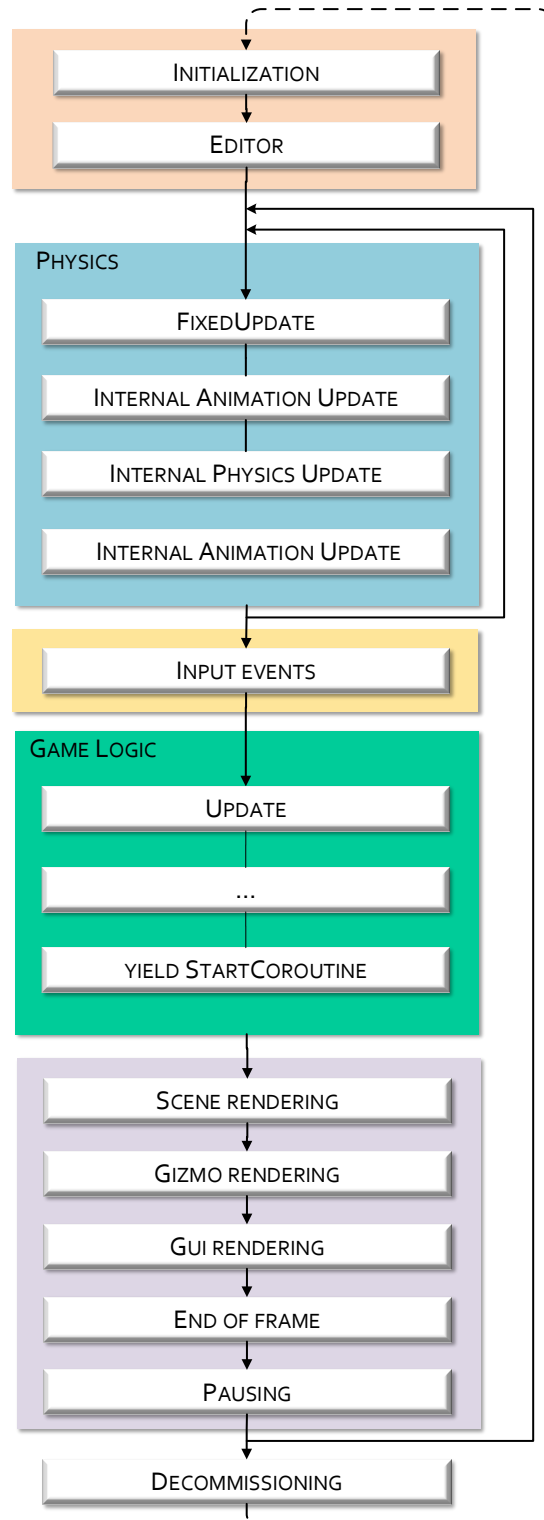 Initialization
Editor
Physics
FixedUpdate
Internal Animation Update
Internal Physics Update
Internal Animation Update
Input events
Game Logic
Update
...
yield StartCoroutine
Scene rendering
Gizmo rendering
Gui rendering
End of frame
Pausing
Decommissioning